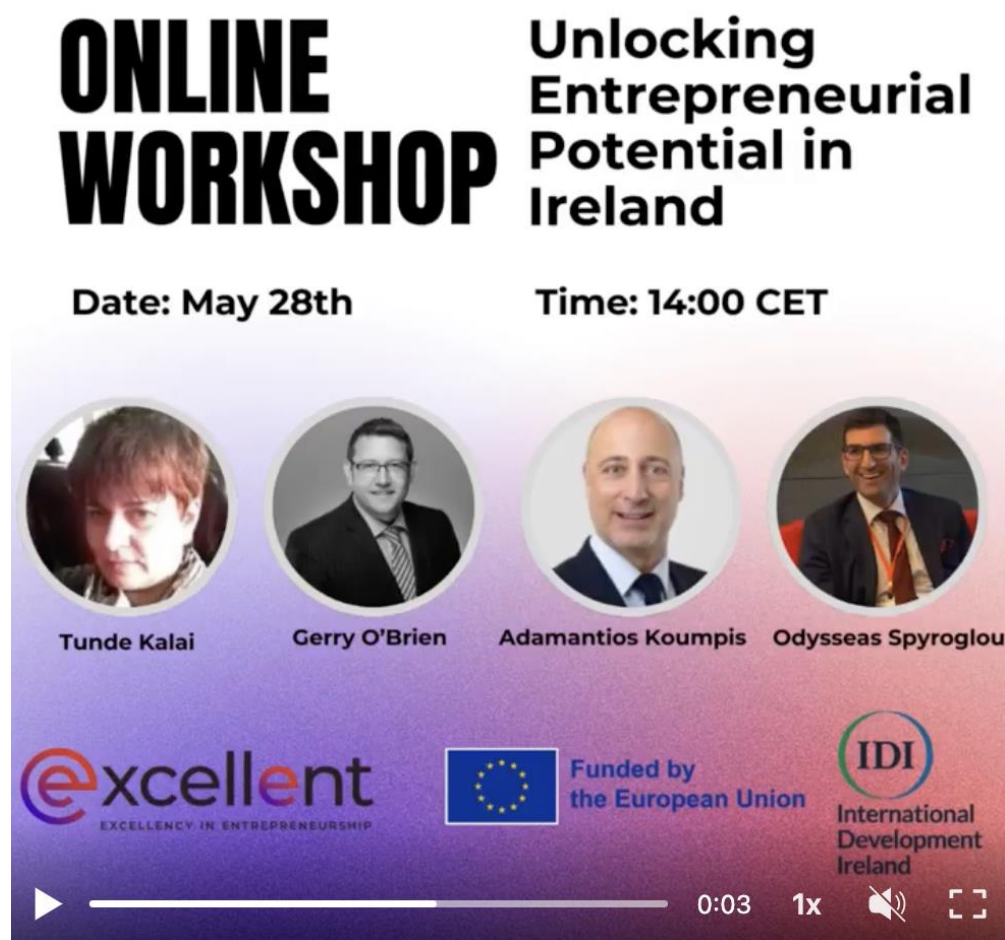 ONLINE
WORKSHOP
Unlocking
Entrepreneurial
Potential in
Ireland
Date: May 28th
Time: 14:00 CET
Tunde Kalai
Gerry O'Brien
Adamantios Koumpis
Odysseas Spyroglou
excellent
EXCELLENCY IN ENTREPRENEURSHIP
Funded by
the European Union
IDI
International
Development
Ireland
0:03
1x